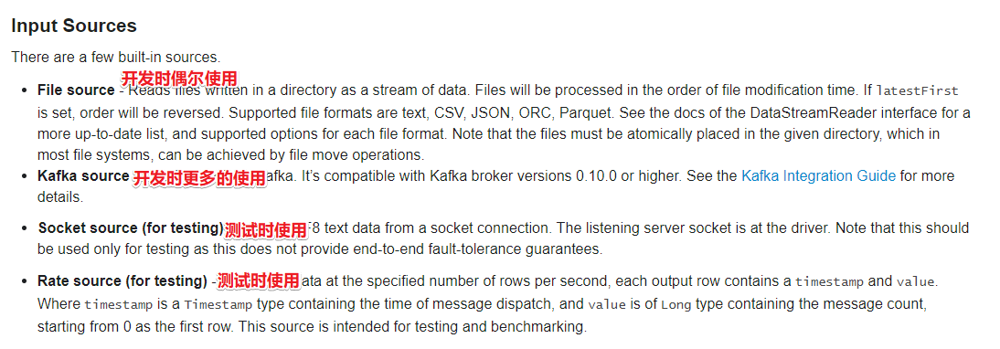 Input Sources
There are a few built-in sources.
开发时偶尔使用
• File source - Reads files written in a directory as a stream of data. Files will be processed in the order of file modification time. If latestFirst
is set, order will be reversed. Supported file formats are text, CSV, JSON, ORC, Parquet. See the docs of the DataStreamReader interface for a
more up-to-date list, and supported options for each file format. Note that the files must be atomically placed in the given directory, which in
most file systems, can be achieved by file move operations.
• Kafka source 开发时更多的使用 afka. It’s compatible with Kafka broker versions 0.10.0 or higher. See the Kafka Integration Guide for more
details.
• Socket source (for testing) 测试时使用 F8 text data from a socket connection. The listening server socket is at the driver. Note that this should
be used only for testing as this does not provide end-to-end fault-tolerance guarantees.
• Rate source (for testing) - 测试时使用 ata at the specified number of rows per second, each output row contains a timestamp and value.
Where timestamp is a Timestamp type containing the time of message dispatch, and value is of Long type containing the message count,
starting from 0 as the first row. This source is intended for testing and benchmarking.